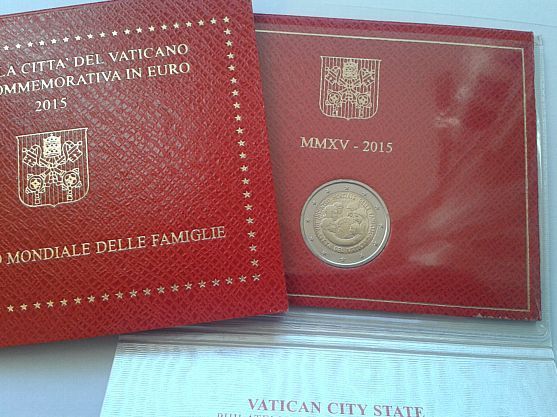 LA CITTA' DEL VATICANO
COMMEMORATIVA IN EURO
2015
MONDIALE DELLE FAMIGLIE
MMXV - 2015
VATICAN CITY STATE